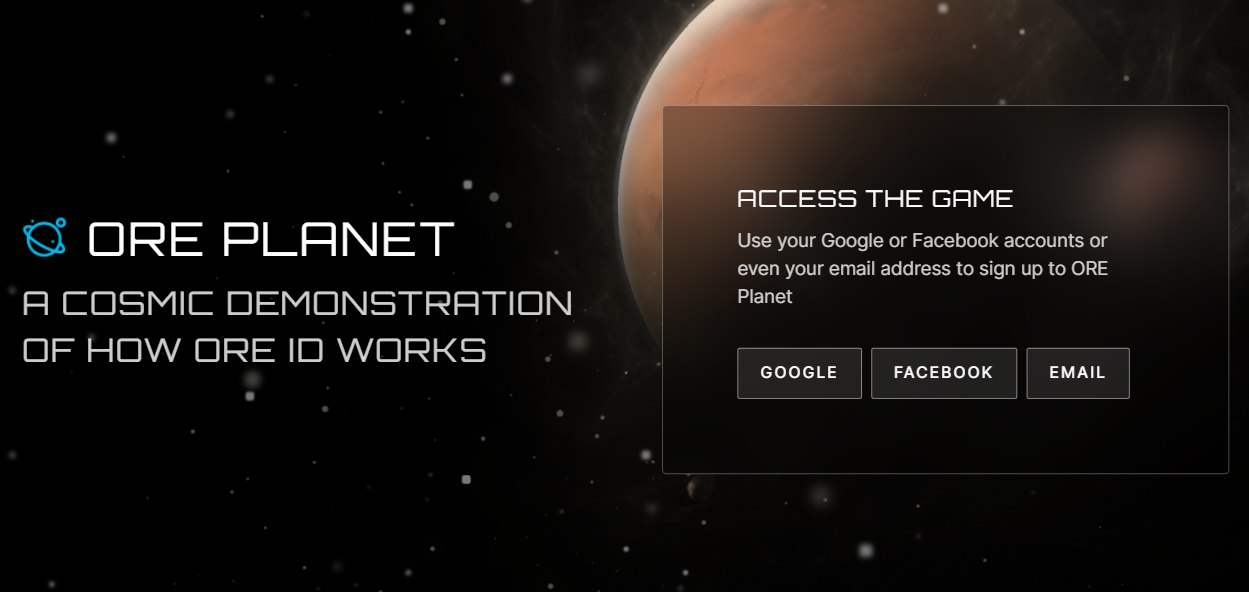 ORE PLANET
A COSMIC DEMONSTRATION
OF HOW ORE ID WORKS
ACCESS THE GAME
Use your Google or Facebook accounts or
even your email address to sign up to ORE
Planet
GOOGLE
FACEBOOK
EMAIL